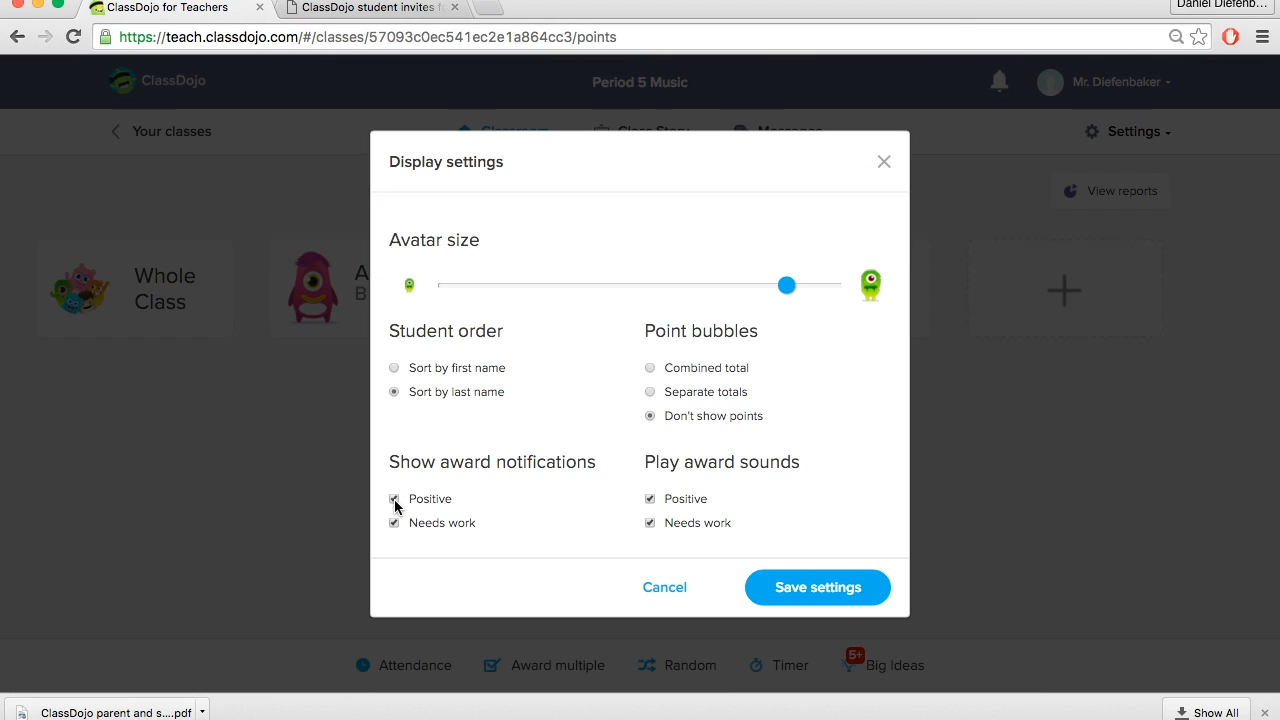 ClassDojo for Teachers
ClassDojo student invites f
Daniel Diefenb...
https://teach.classdojo.com/#/classes/57093c0ec541ec2e1a864cc3/points
ClassDojo
Period 5 Music
Mr. Diefenbaker
Your classes
Classroom
Class Story
Messages
Settings
View reports
Whole
Class
A
B
Display settings
Avatar size
Student order
Sort by first name
Sort by last name
Point bubbles
Combined total
Separate totals
Don't show points
Show award notifications
Positive
Needs work
Play award sounds
Positive
Needs work
Cancel
Save settings
Attendance
Award multiple
Random
Timer
5+
Big Ideas
ClassDojo parent and s....pdf
Show All